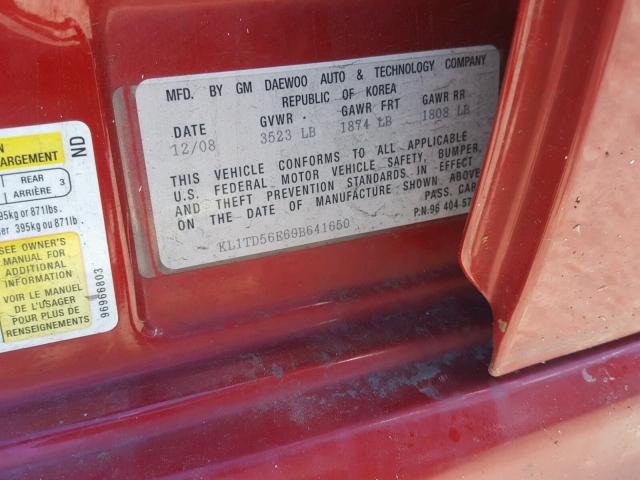 MFD. BY GM DAEWOO AUTO & TECHNOLOGY COMPANY
REPUBLIC OF KOREA
DATE GVWR GAWR FRT GAWR RR
12/08 3523 LB 1874 LB 1808 LB
THIS VEHICLE CONFORMS TO ALL APPLICABLE
U.S. FEDERAL MOTOR VEHICLE SAFETY, BUMPER,
AND THEFT PREVENTION STANDARDS IN EFFECT
ON THE DATE OF MANUFACTURE SHOWN ABOVE
PASS. CAR
P.N:96 404-57
KL1TD56E69B641650
ARGEMENT
ND
REAR
ARRIÈRE 3
95kg or 871lbs.
395kg ou 871lb.
SEE OWNER'S
MANUAL FOR
ADDITIONAL
INFORMATION
VOIR LE MANUEL
DE L'USAGER
POUR PLUS DE
RENSEIGNEMENTS
96966803